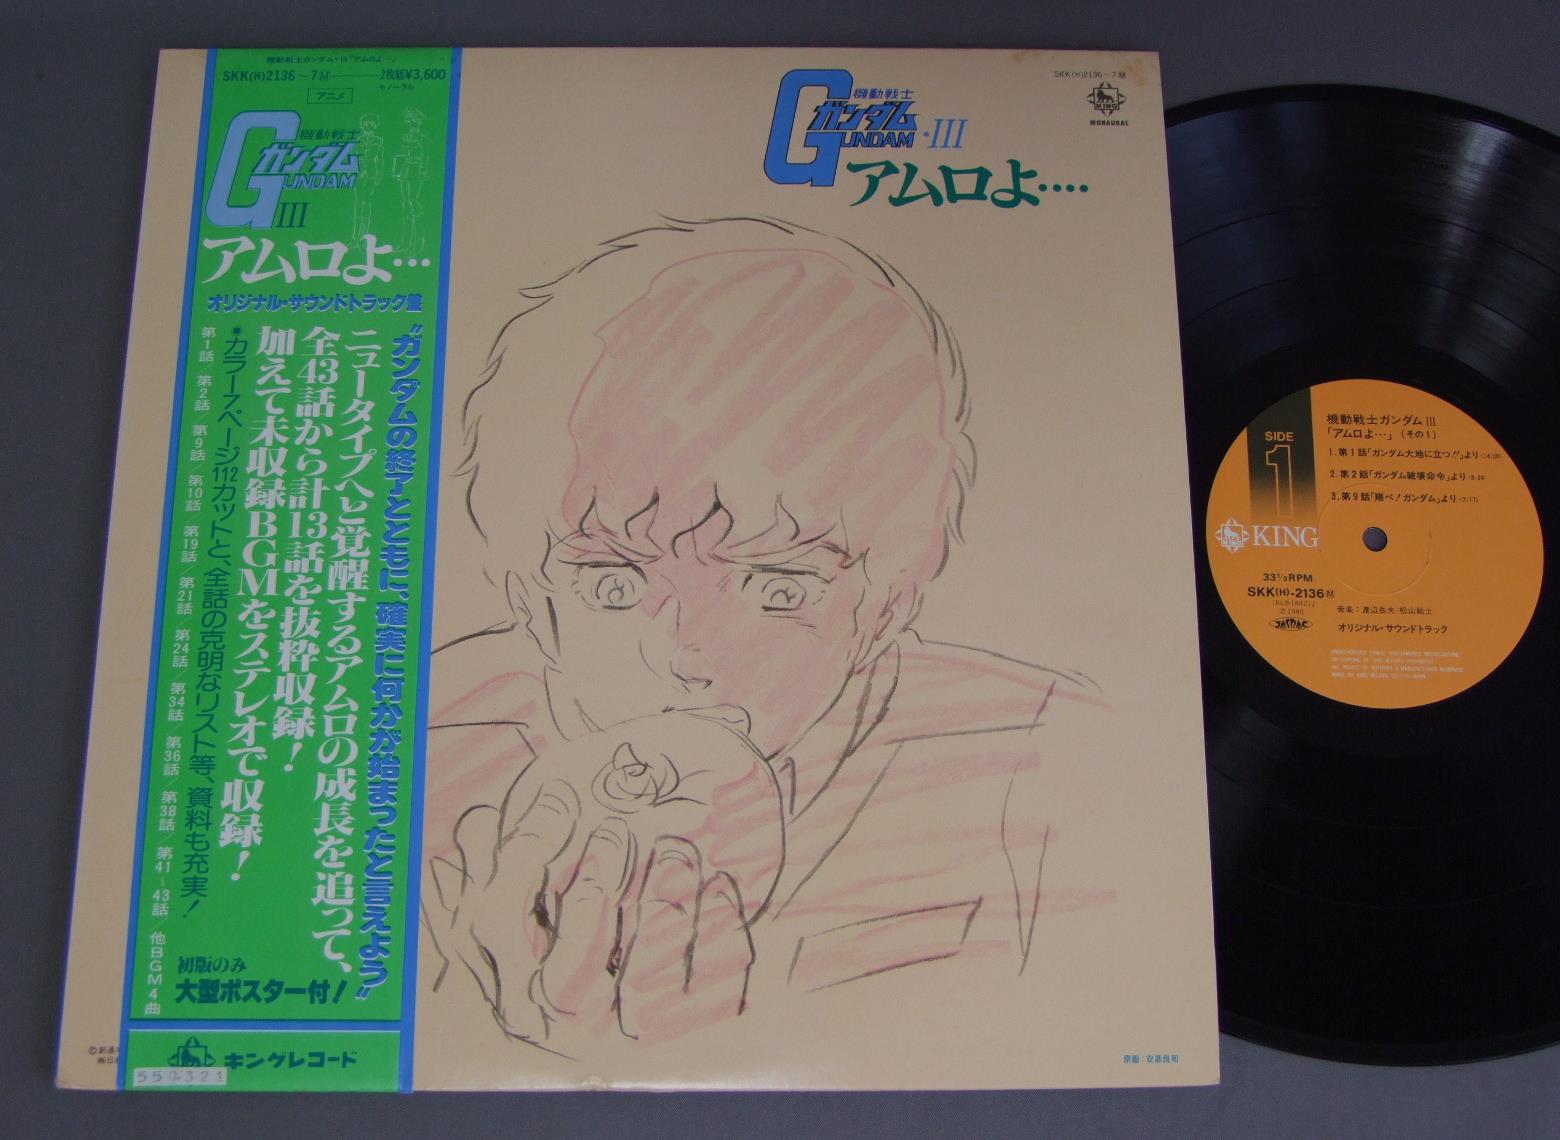 機動戦士ガンダム・III「アムロよ…」
SKK(H)2136～7Ⓜ 2枚組¥3,600
モノーラル
アニメ
機動戦士
ガンダム
GUNDAM
III
アムロよ…
オリジナル・サウンドトラック盤
"ガンダムの終了とともに、確実に何かが始まったと言えよう"
ニュータイプへと覚醒するアムロの成長を追って、
全43話から計13話を抜粋収録！
加えて未収録BGMをステレオで収録！
●カラー7ページ112カットと、全話の克明なリスト等、資料も充実！
第1話／第2話／第9話／第10話／第19話／第21話／第24話／第34話／第36話／第38話／第41～43話／他BGM4曲
初版のみ
大型ポスター付！
KING
キングレコード
559321
機動戦士
ガンダム
GUNDAM
*III
アムロよ‥‥
SKK(H)2136～7Ⓜ
KING
MONAURAL
原画：安彦良和
機動戦士ガンダム III
「アムロよ…」（その1）
SIDE
1
1.第1話「ガンダム大地に立つ!!」より
2.第2話「ガンダム破壊命令」より
3.第9話「翔べ！ガンダム」より
KING
33⅓RPM
SKK(H)-2136Ⓜ
℗1980
JASRAC
音楽：渡辺岳夫/松山祐士
オリジナル・サウンドトラック